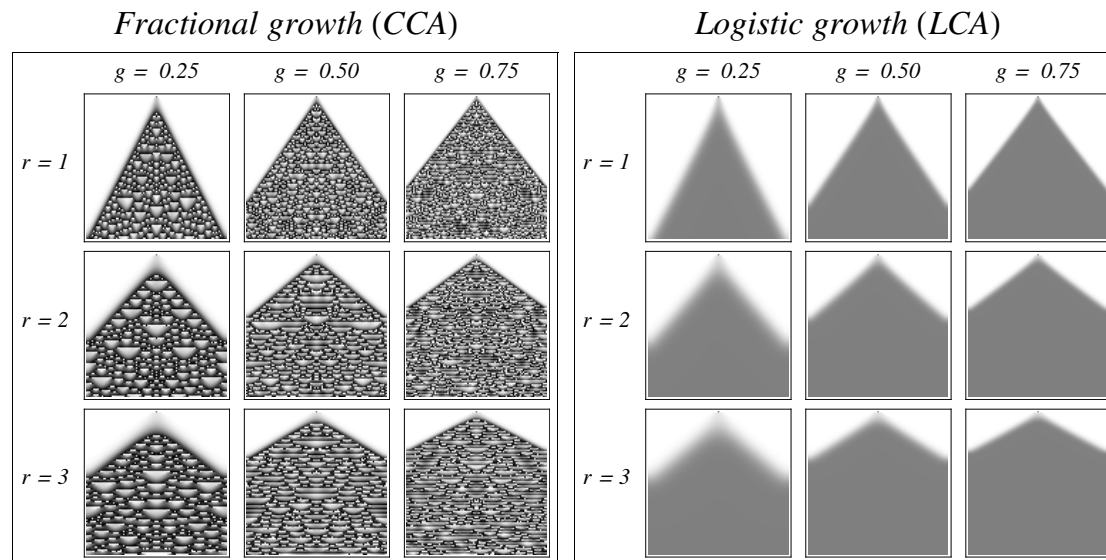 Fractional growth (CCA)
g = 0.25 g = 0.50 g = 0.75
r = 1
r = 2
r = 3
Logistic growth (LCA)
g = 0.25 g = 0.50 g = 0.75
r = 1
r = 2
r = 3